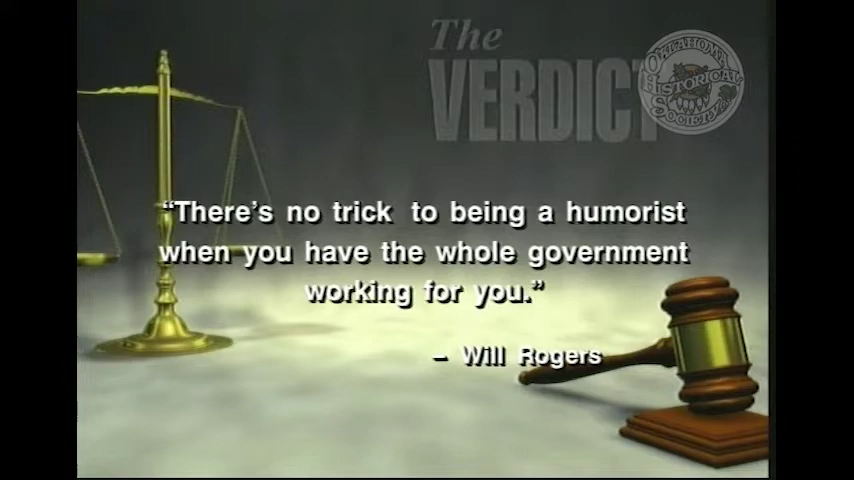 The
VERDICT
OKLAHOMA
HISTORICAL
SOCIETY
“There's no trick to being a humorist
when you have the whole government
working for you.”
– Will Rogers